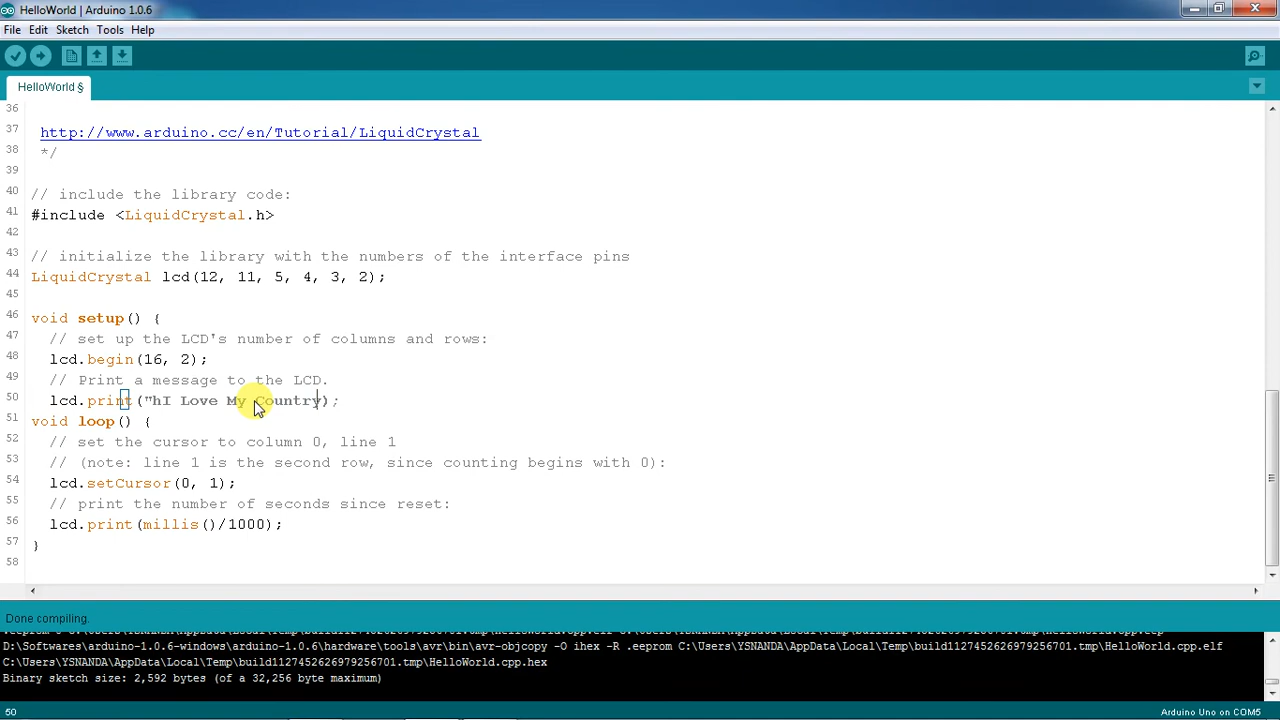 HelloWorld | Arduino 1.0.6
File Edit Sketch Tools Help
HelloWorld §
36
37 http://www.arduino.cc/en/Tutorial/LiquidCrystal
38 */
39
40 // include the library code:
41 #include <LiquidCrystal.h>
42
43 // initialize the library with the numbers of the interface pins
44 LiquidCrystal lcd(12, 11, 5, 4, 3, 2);
45
46 void setup() {
47 // set up the LCD's number of columns and rows:
48 lcd.begin(16, 2);
49 // Print a message to the LCD.
50 lcd.print("hI Love My Country);
51 void loop() {
52 // set the cursor to column 0, line 1
53 // (note: line 1 is the second row, since counting begins with 0):
54 lcd.setCursor(0, 1);
55 // print the number of seconds since reset:
56 lcd.print(millis()/1000);
57 }
58
Done compiling.
D:\Softwares\arduino-1.0.6-windows\arduino-1.0.6\hardware\tools\avr\bin\avr-objcopy -O ihex -R .eeprom C:\Users\YSNANDA\AppData\Local\Temp\build1127452626979256701.tmp\HelloWorld.cpp.elf
C:\Users\YSNANDA\AppData\Local\Temp\build1127452626979256701.tmp\HelloWorld.cpp.hex
Binary sketch size: 2,592 bytes (of a 32,256 byte maximum)
50 Arduino Uno on COM5